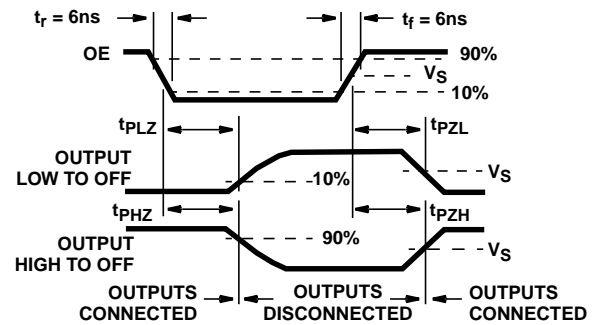 tr = 6ns
tf = 6ns
OE
90%
VS
10%
tPLZ
tPZL
OUTPUT
LOW TO OFF
10%
VS
tPHZ
tPZH
OUTPUT
HIGH TO OFF
90%
VS
OUTPUTS
CONNECTED
OUTPUTS
DISCONNECTED
OUTPUTS
CONNECTED